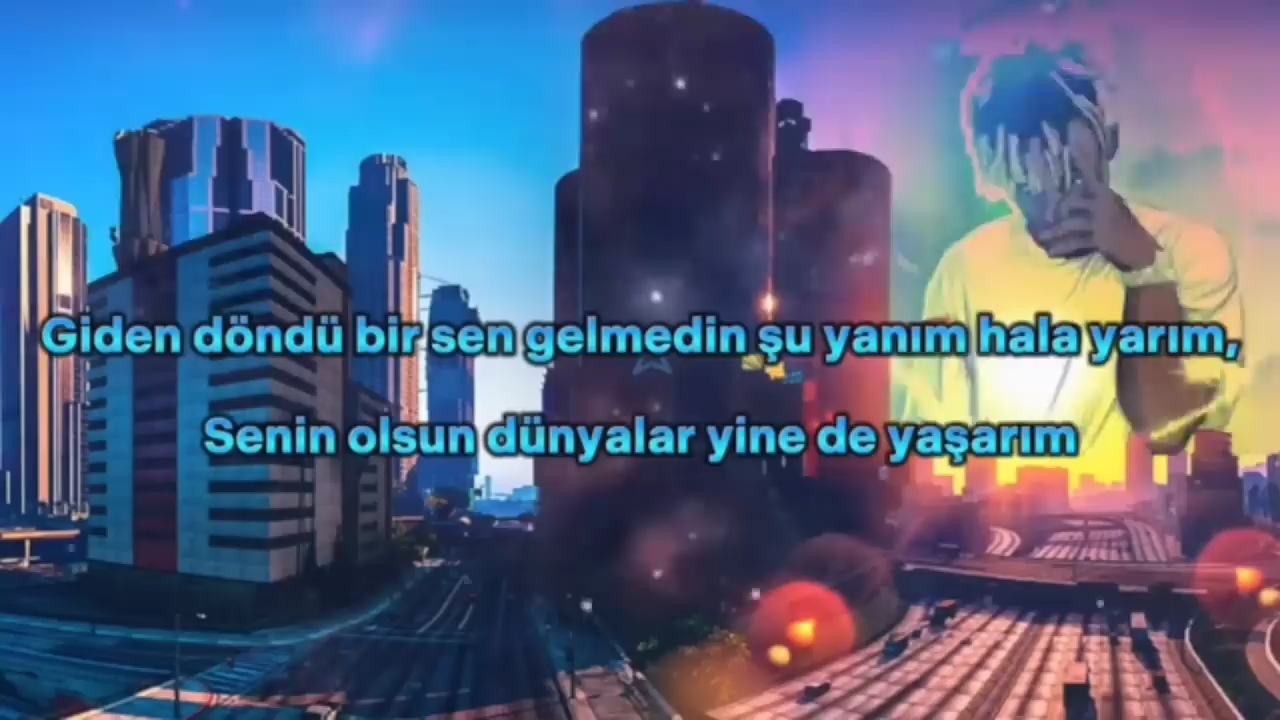 Giden döndü bir sen gelmedin şu yanım hala yarım,
Senin olsun dünyalar yine de yaşarım